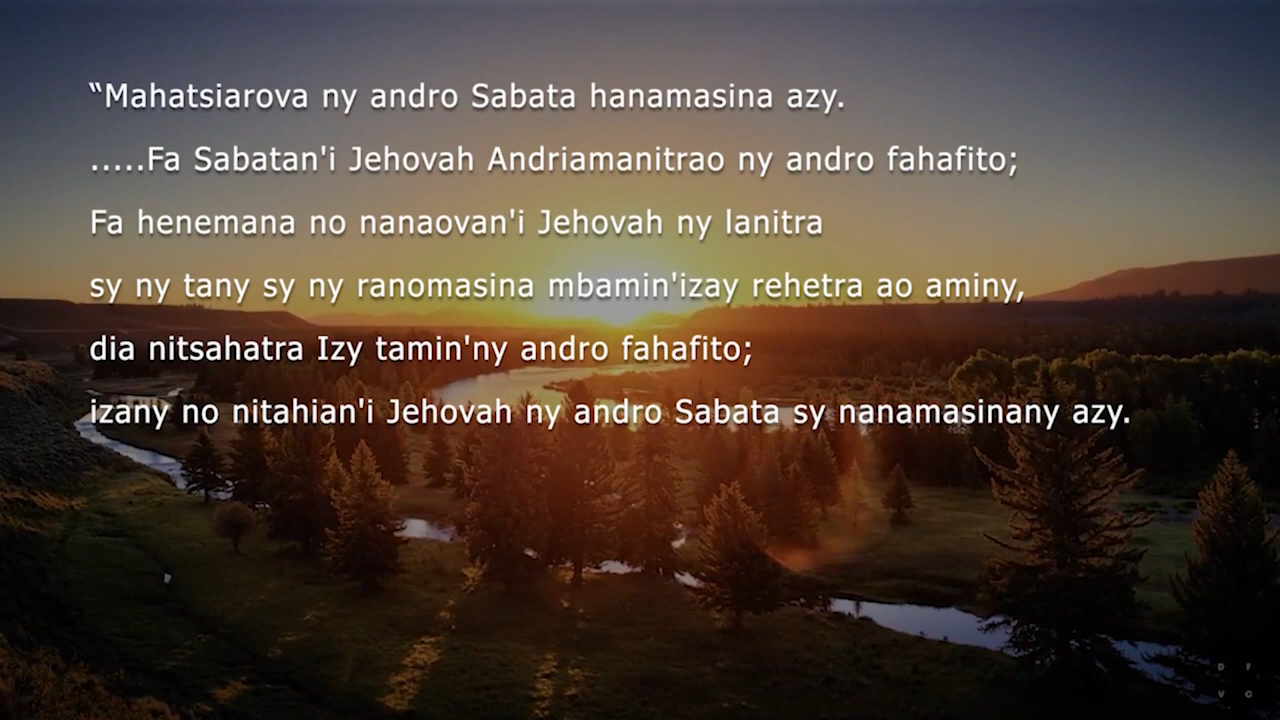 “Mahatsiarova ny andro Sabata hanamasina azy.
.....Fa Sabatan'i Jehovah Andriamanitrao ny andro fahafito;
Fa henemana no nanaovan'i Jehovah ny lanitra
sy ny tany sy ny ranomasina mbamin'izay rehetra ao aminy,
dia nitsahatra Izy tamin'ny andro fahafito;
izany no nitahian'i Jehovah ny andro Sabata sy nanamasinany azy.
D F
V C